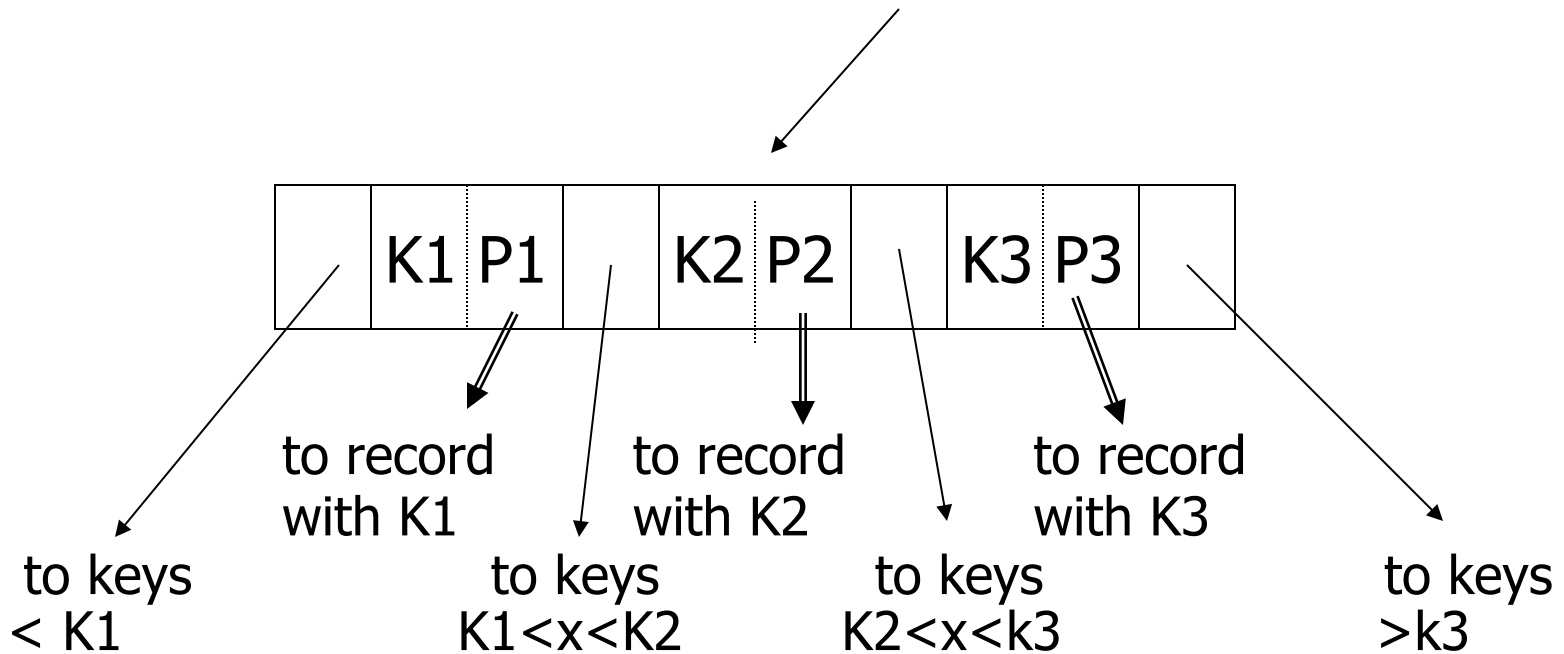 K1 P1 K2 P2 K3 P3
to record
with K1
to record
with K2
to record
with K3
to keys
< K1
to keys
K1<x<K2
to keys
K2<x<k3
to keys
>k3